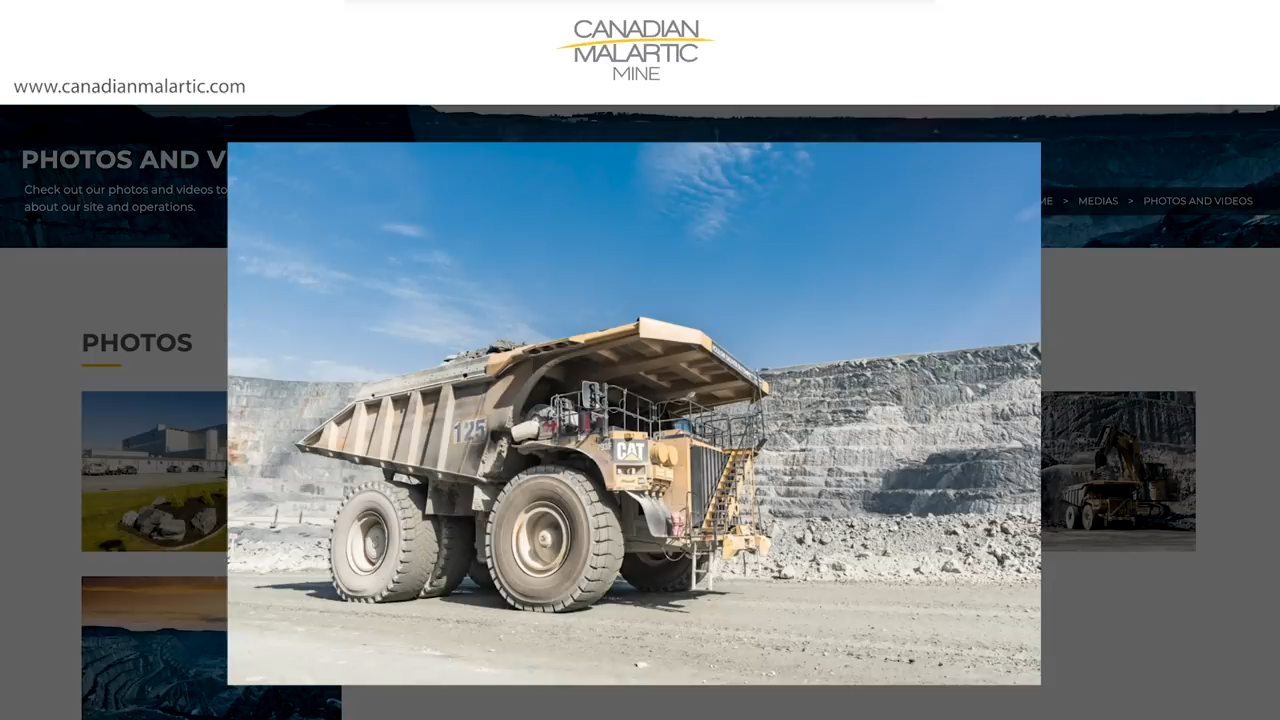 CANADIAN
MALARTIC
MINE
www.canadianmalartic.com
PHOTOS AND V
Check out our photos and videos to
about our site and operations.
ME > MEDIAS > PHOTOS AND VIDEOS
PHOTOS
125
CAT